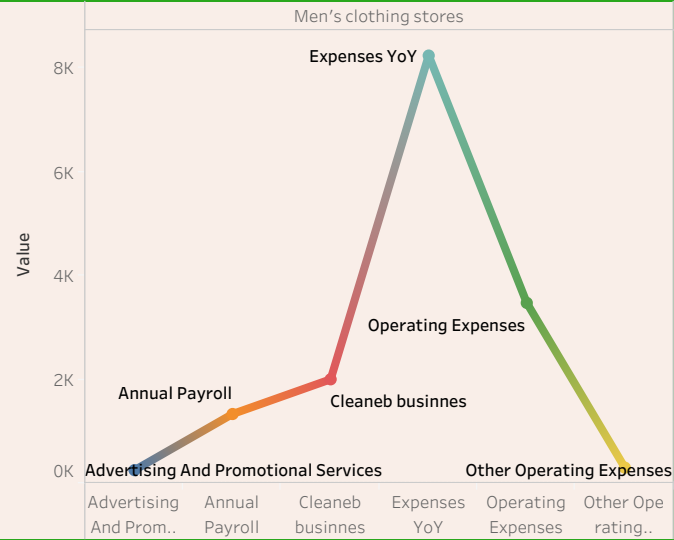 Men's clothing stores
Expenses YoY
8K
6K
Value
4K
Operating Expenses
2K
Annual Payroll
Cleaneb businnes
0K
Advertising And Promotional Services
Other Operating Expenses
Advertising
And Prom..
Annual
Payroll
Cleaneb
businnes
Expenses
YoY
Operating
Expenses
Other Ope
rating..